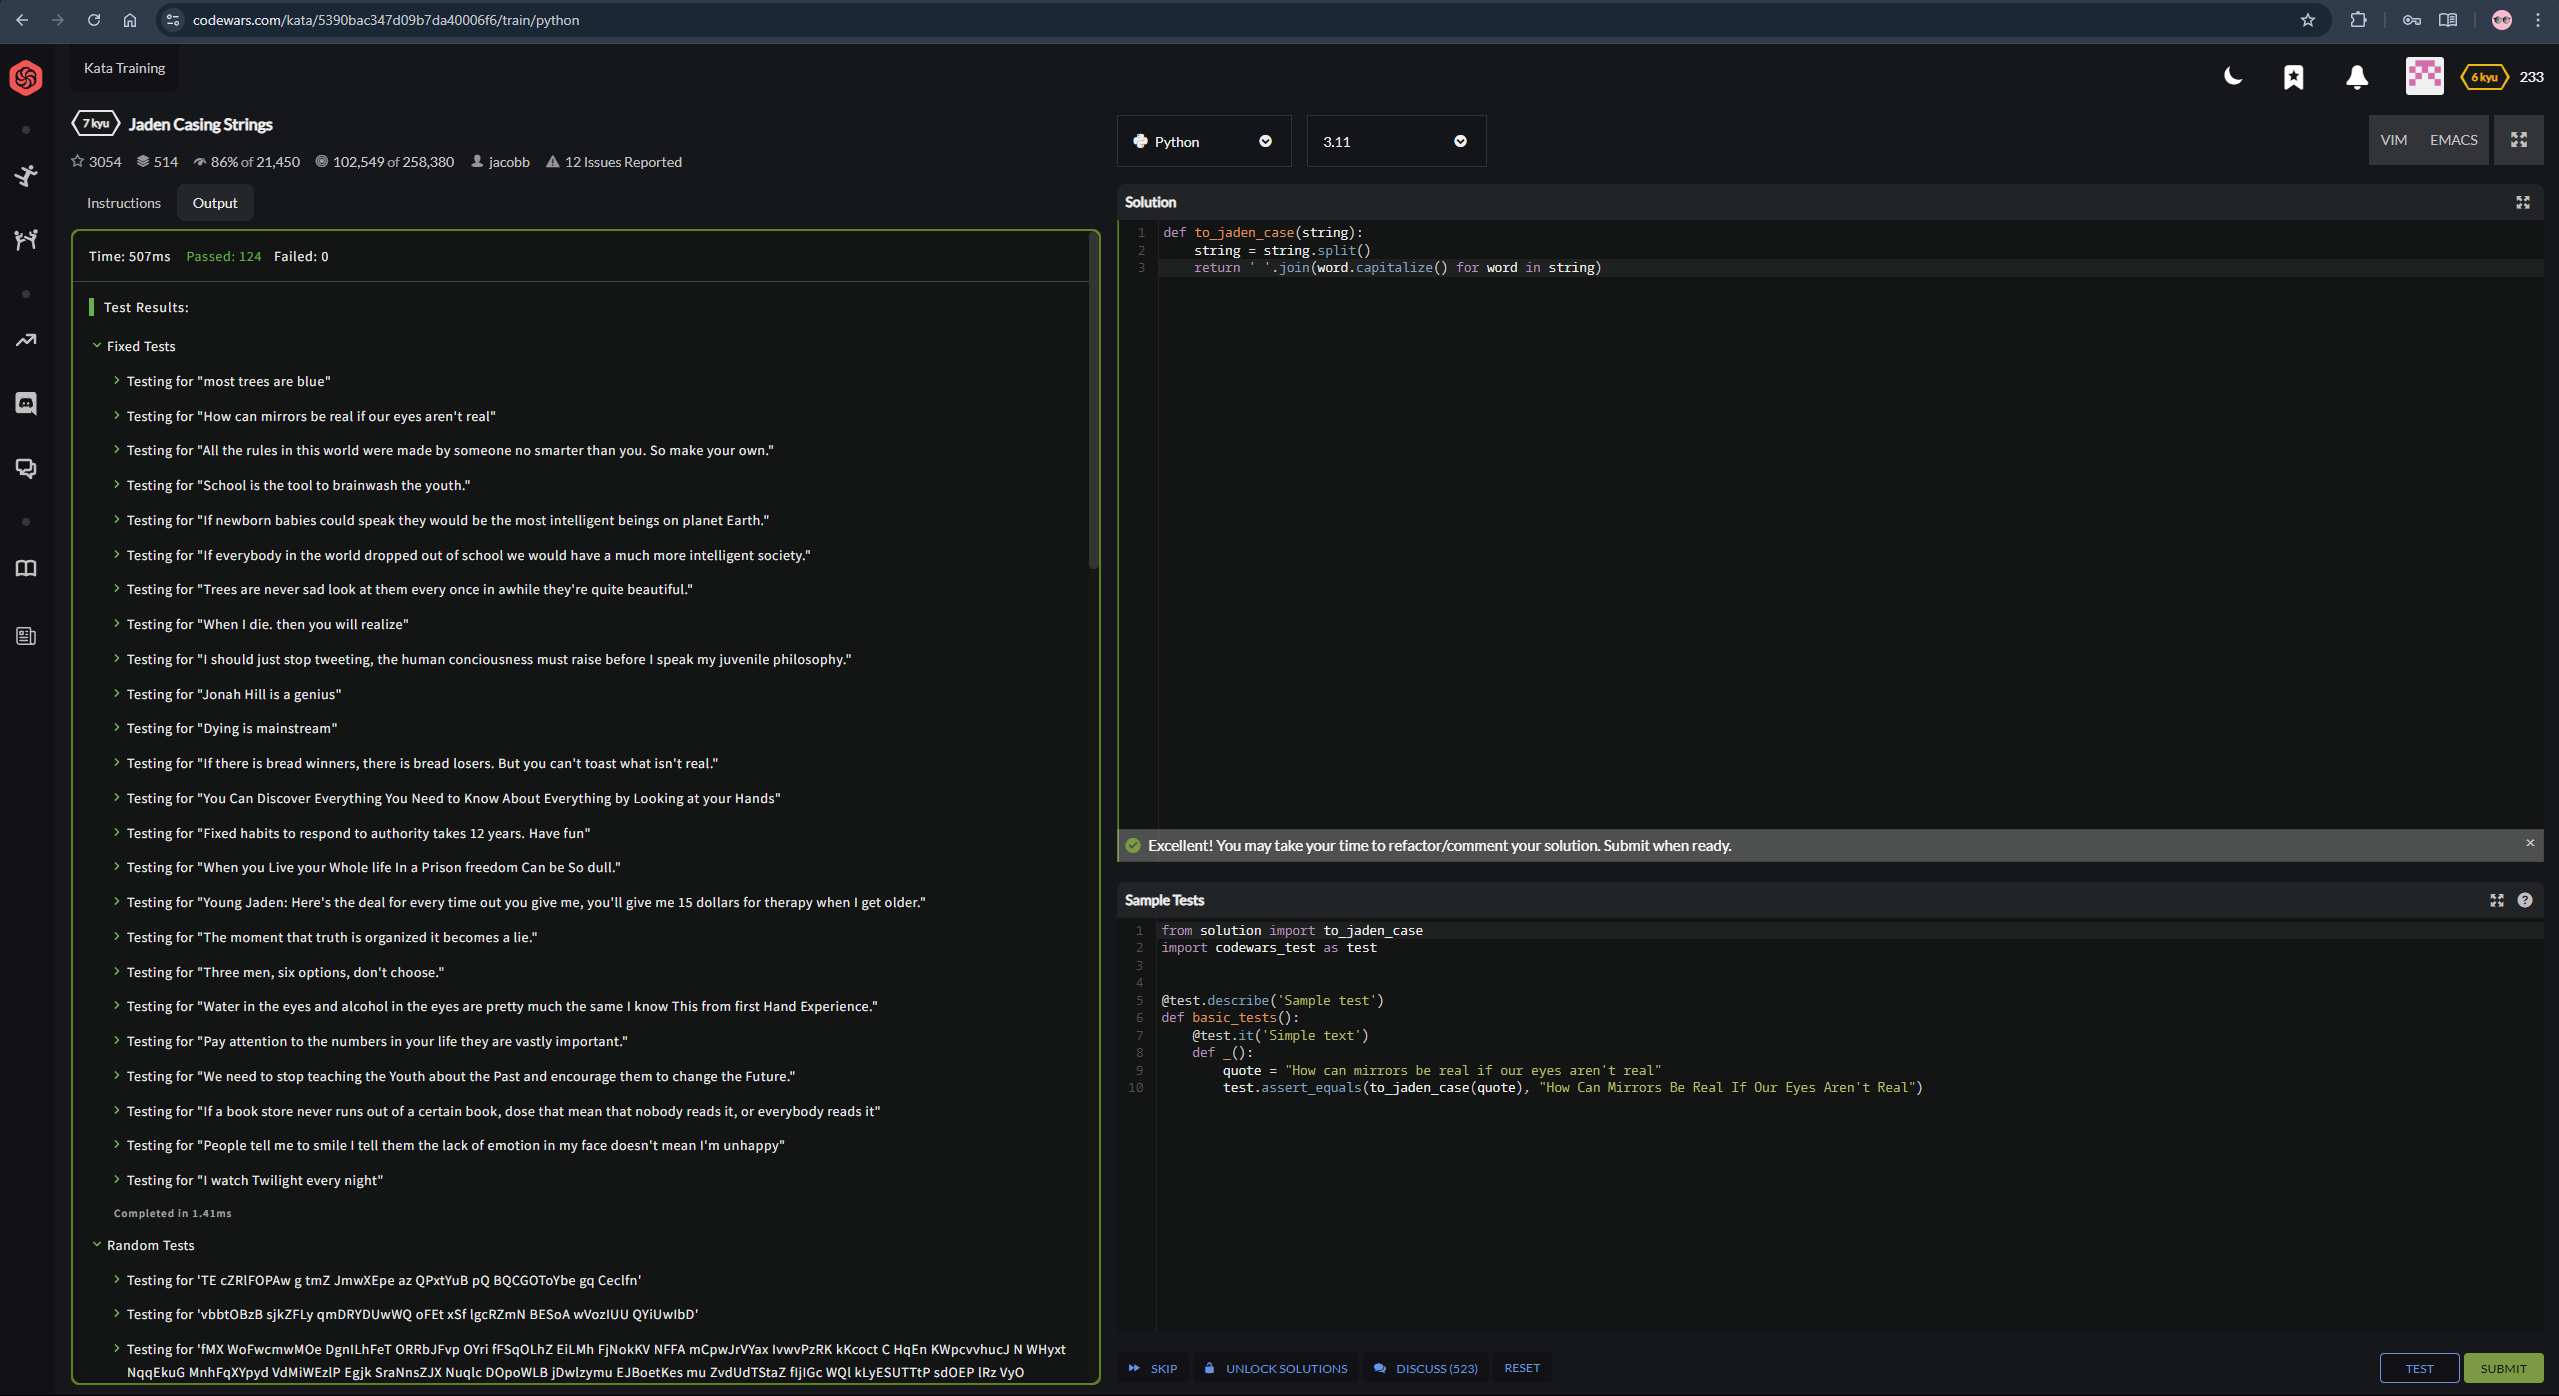 codewars.com/kata/5390bac347d09b7da40006f6/train/python
Kata Training
6 kyu 233
7 kyu Jaden Casing Strings
3054 514 86% of 21,450 102,549 of 258,380 jacobb 12 Issues Reported
Instructions Output
Time: 507ms Passed: 124 Failed: 0
Test Results:
Fixed Tests
Testing for "most trees are blue"
Testing for "How can mirrors be real if our eyes aren't real"
Testing for "All the rules in this world were made by someone no smarter than you. So make your own."
Testing for "School is the tool to brainwash the youth."
Testing for "If newborn babies could speak they would be the most intelligent beings on planet Earth."
Testing for "If everybody in the world dropped out of school we would have a much more intelligent society."
Testing for "Trees are never sad look at them every once in awhile they're quite beautiful."
Testing for "When I die. then you will realize"
Testing for "I should just stop tweeting, the human conciousness must raise before I speak my juvenile philosophy."
Testing for "Jonah Hill is a genius"
Testing for "Dying is mainstream"
Testing for "If there is bread winners, there is bread losers. But you can't toast what isn't real."
Testing for "You Can Discover Everything You Need to Know About Everything by Looking at your Hands"
Testing for "Fixed habits to respond to authority takes 12 years. Have fun"
Testing for "When you Live your Whole life In a Prison freedom Can be So dull."
Testing for "Young Jaden: Here's the deal for every time out you give me, you'll give me 15 dollars for therapy when I get older."
Testing for "The moment that truth is organized it becomes a lie."
Testing for "Three men, six options, don't choose."
Testing for "Water in the eyes and alcohol in the eyes are pretty much the same I know This from first Hand Experience."
Testing for "Pay attention to the numbers in your life they are vastly important."
Testing for "We need to stop teaching the Youth about the Past and encourage them to change the Future."
Testing for "If a book store never runs out of a certain book, dose that mean that nobody reads it, or everybody reads it"
Testing for "People tell me to smile I tell them the lack of emotion in my face doesn't mean I'm unhappy"
Testing for "I watch Twilight every night"
Completed in 1.41ms
Random Tests
Testing for 'TE cZRlFOPAw g tmZ JmwXEpe az QPxtYuB pQ BQCGOToYbe gq Ceclfn'
Testing for 'vbbtOBzB sjkZFLy qmDRYDUwWQ oFEt xSf lgcRZmN BESoA wVozIUU QYiUwIbD'
Testing for 'fMX WoFwcmwMOe DgnILhFeT ORRbJFvp OYri fFSqOLhZ EiLMh FjNokKV NFFA mCpwJrVYax IvwvPzRK kKcoct C HqEn KWpcvvhucJ N WHyxt
NqqEkuG MnhFqXYpyd VdMiWEzlP Egjk SraNnsZJX Nuqlc DOpoWLB jDwlzymu EJBoetKes mu ZvdUdTStaZ fljIGc WQl kLyESUTTtP sdOEP lRz VyO
Python
3.11
VIM EMACS
Solution
1 def to_jaden_case(string):
2 string = string.split()
3 return ' '.join(word.capitalize() for word in string)
Excellent! You may take your time to refactor/comment your solution. Submit when ready.
Sample Tests
1 from solution import to_jaden_case
2 import codewars_test as test
3
4
5 @test.describe('Sample test')
6 def basic_tests():
7 @test.it('Simple text')
8 def _():
9 quote = "How can mirrors be real if our eyes aren't real"
10 test.assert_equals(to_jaden_case(quote), "How Can Mirrors Be Real If Our Eyes Aren't Real")
SKIP UNLOCK SOLUTIONS DISCUSS (523) RESET
TEST SUBMIT